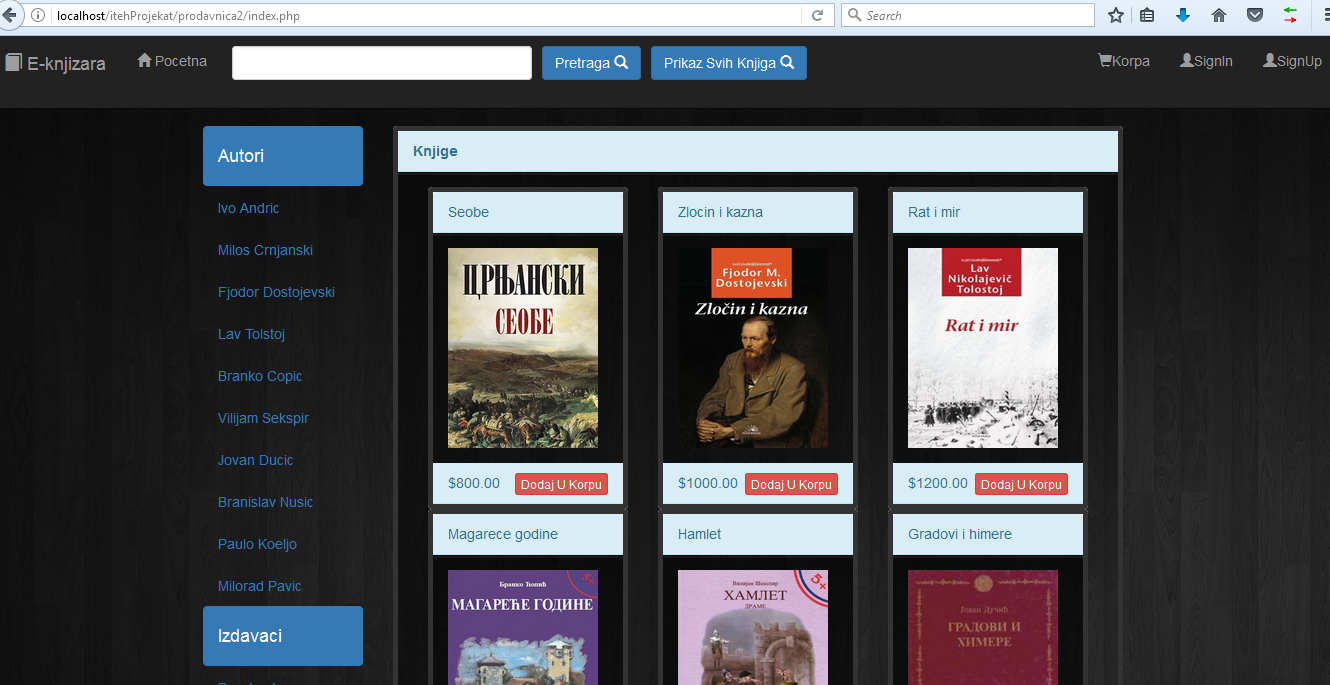 localhost/itehProjekat/prodavnica2/index.php
Search
E-knjizara
Pocetna
Pretraga
Prikaz Svih Knjiga
Korpa
SignIn
SignUp
Autori
Ivo Andric
Milos Crnjanski
Fjodor Dostojevski
Lav Tolstoj
Branko Copic
Vilijam Sekspir
Jovan Ducic
Branislav Nusic
Paulo Koeljo
Milorad Pavic
Izdavaci
Knjige
Seobe
ЦРЊАНСКИ
СЕОБЕ
$800.00
Dodaj U Korpu
Zlocin i kazna
Fjodor M.
Dostojevski
Zločin i kazna
$1000.00
Dodaj U Korpu
Rat i mir
Lav
Nikolajevič
Tolostoj
Rat i mir
$1200.00
Dodaj U Korpu
Magarece godine
Бранко Ћопић
5×
МАГАРЕЋЕ ГОДИНЕ
Hamlet
Вилијам Шекспир
5×
ХАМЛЕТ
ДРАМЕ
Gradovi i himere
Јован Дучић
ГРАДОВИ И
ХИМЕРЕ